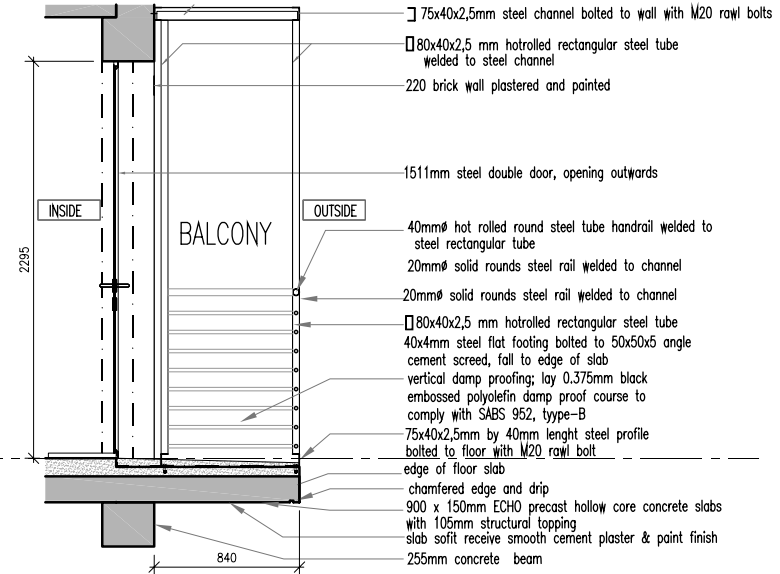 75x40x2,5mm steel channel bolted to wall with M20 rawl bolts
80x40x2,5 mm hotrolled rectangular steel tube
welded to steel channel
220 brick wall plastered and painted
1511mm steel double door, opening outwards
INSIDE
OUTSIDE
BALCONY
2295
40mmø hot rolled round steel tube handrail welded to
steel rectangular tube
20mmø solid rounds steel rail welded to channel
20mmø solid rounds steel rail welded to channel
80x40x2,5 mm hotrolled rectangular steel tube
40x4mm steel flat footing bolted to 50x50x5 angle
cement screed, fall to edge of slab
vertical damp proofing; lay 0.375mm black
embossed polyolefin damp proof course to
comply with SABS 952, tyype-B
75x40x2,5mm by 40mm lenght steel profile
bolted to floor with M20 rawl bolt
edge of floor slab
chamfered edge and drip
900 x 150mm ECHO precast hollow core concrete slabs
with 105mm structural topping
slab sofit receive smooth cement plaster & paint finish
255mm concrete beam
840